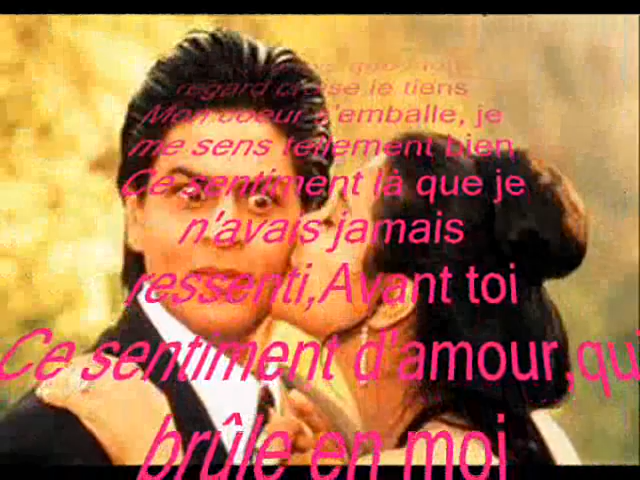 regard croise le tiens
Mon coeur s'emballe, je
me sens tellement bien
Ce sentiment là que je
n'avais jamais
ressenti,Avant toi
Ce sentiment d'amour,qu
brûle en moi